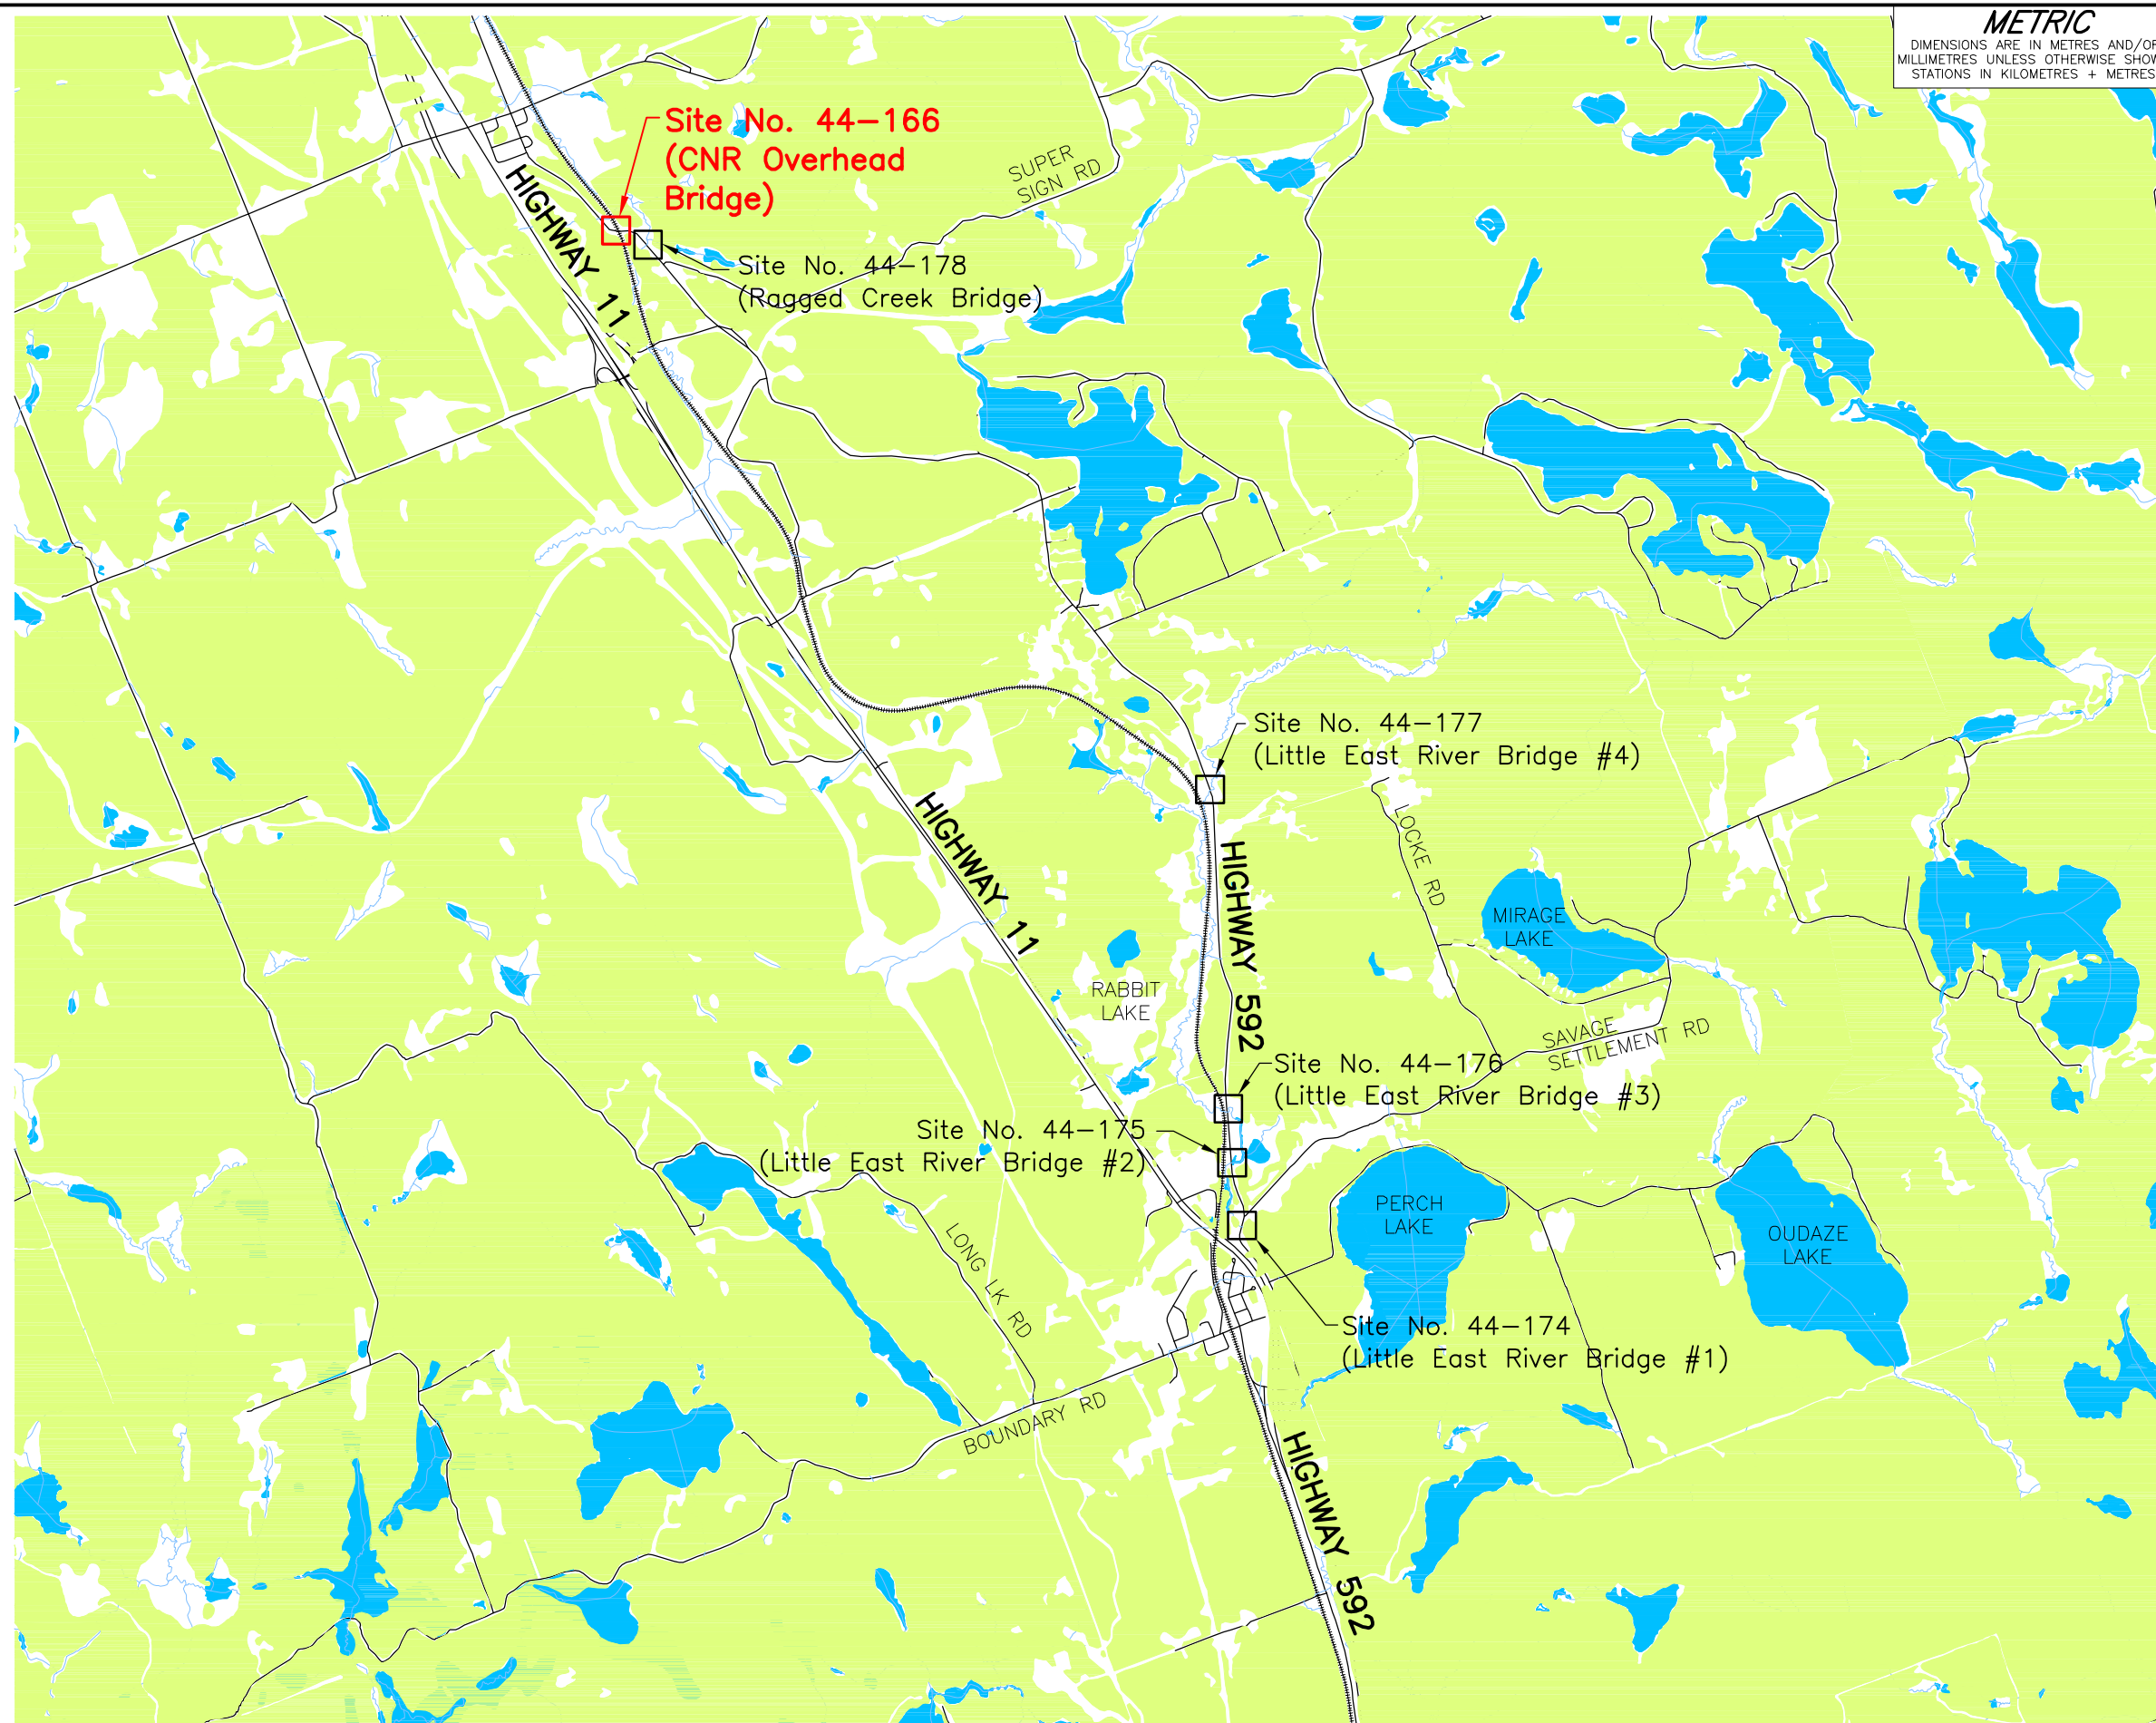 METRIC
DIMENSIONS ARE IN METRES AND/OR
MILLIMETRES UNLESS OTHERWISE
STATIONS IN KILOMETRES + METRES
Site No. 44-166
(CNR Overhead
Bridge)
SUPER
SIGN RD
HIGHWAY 11
Site No. 44-178
(Ragged Creek Bridge)
Site No. 44-177
(Little East River Bridge #4)
HIGHWAY 11
HIGHWAY 592
LOCKE RD
MIRAGE
LAKE
RABBIT
LAKE
SAVAGE
SETTLEMENT RD
Site No. 44-176
(Little East River Bridge #3)
Site No. 44-175
(Little East River Bridge #2)
PERCH
LAKE
OUDAZE
LAKE
LONG LK RD
Site No. 44-174
(Little East River Bridge #1)
BOUNDARY RD
HIGHWAY 592